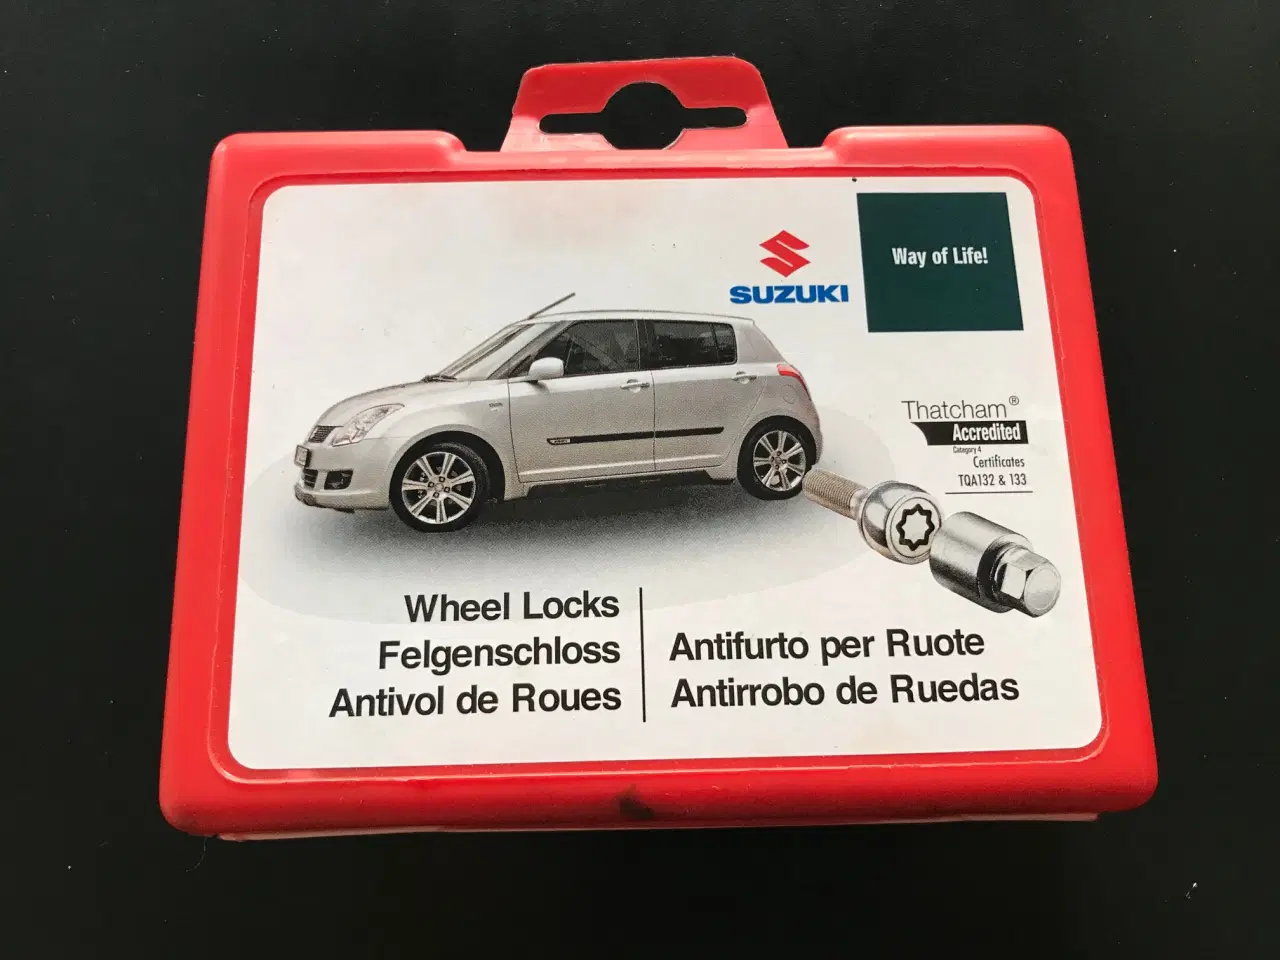 SUZUKI
Way of Life!
Thatcham®
Accredited
Category 4
Certificates
TQA132 & 133
Wheel Locks
Felgenschloss
Antivol de Roues
Antifurto per Ruote
Antirrobo de Ruedas